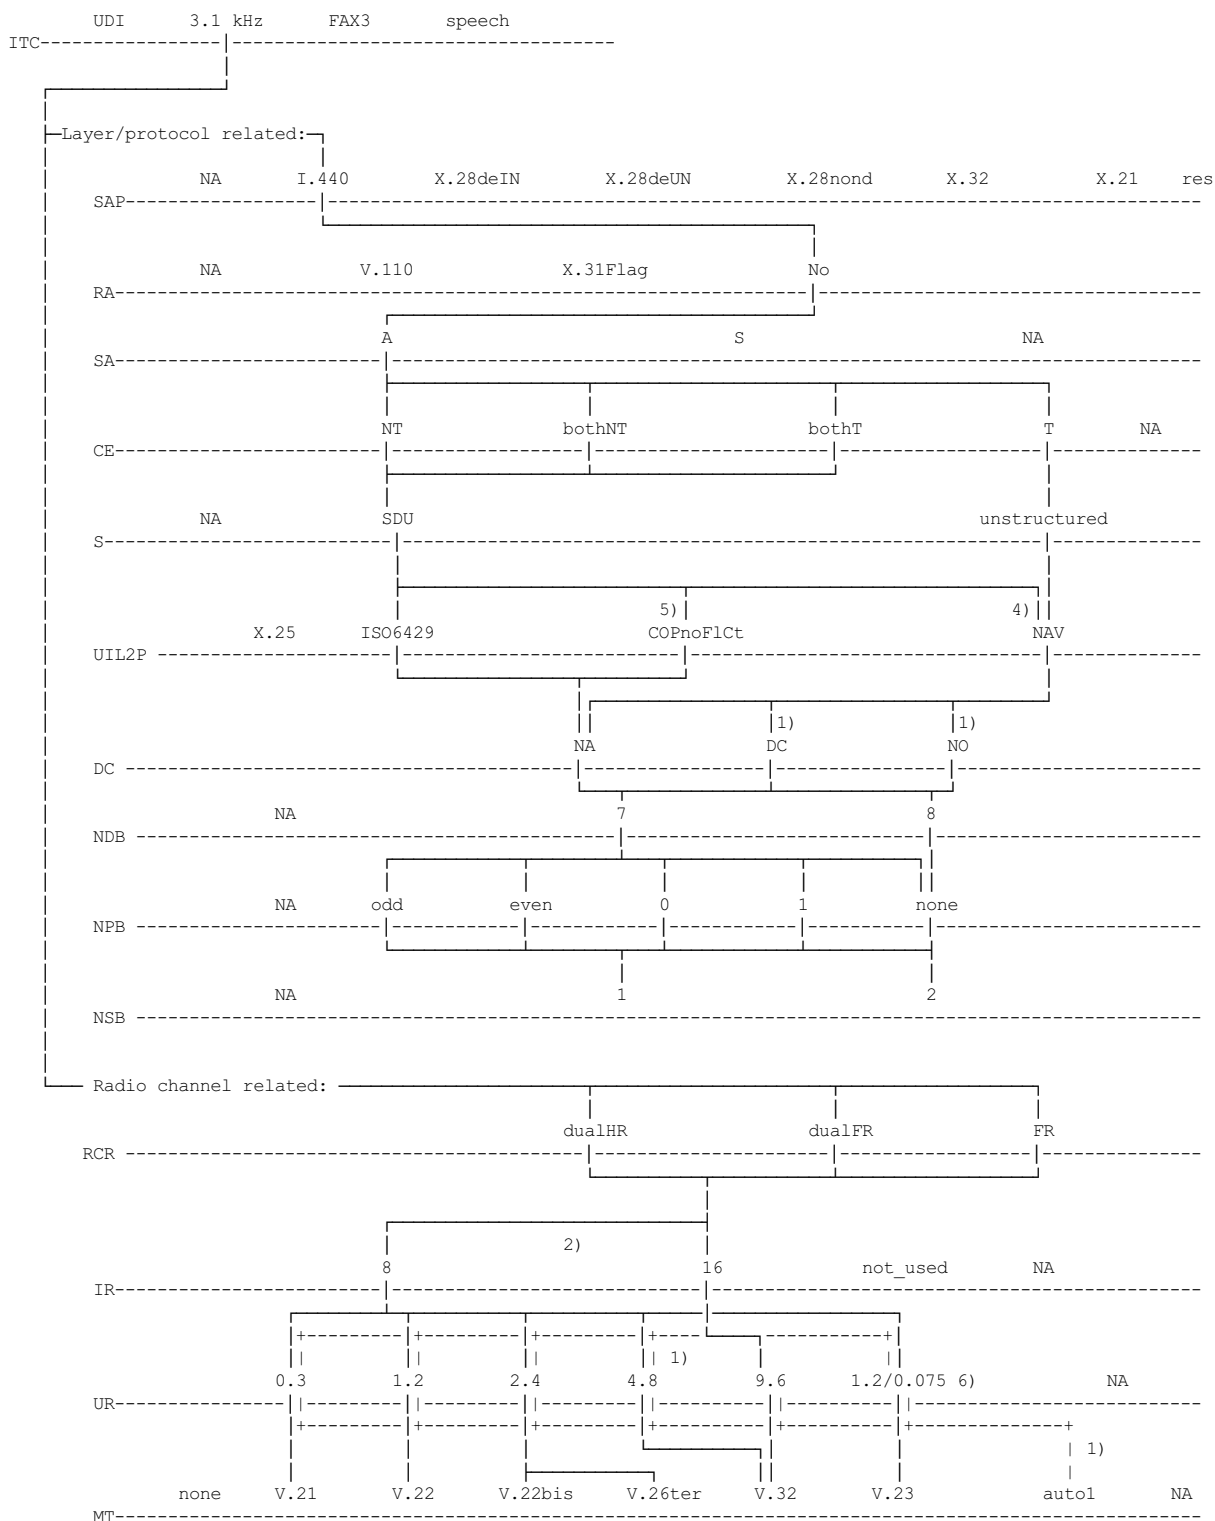 UDI 3.1 kHz FAX3 speech
ITC
Layer/protocol related:
NA I.440 X.28deIN X.28deUN X.28nond X.32 X.21 res
SAP
NA V.110 X.31Flag No
RA
A S NA
SA
NT bothNT bothT T NA
CE
NA SDU unstructured
S
5) 4)
X.25 ISO6429 COPnoFlCt NAV
UIL2P
1) 1)
NA DC NO
DC
NA 7 8
NDB
NA odd even 0 1 none
NPB
NA 1 2
NSB
Radio channel related:
dualHR dualFR FR
RCR
2)
8 16 not_used NA
IR
1)
0.3 1.2 2.4 4.8 9.6 1.2/0.075 6) NA
UR
1)
none V.21 V.22 V.22bis V.26ter V.32 V.23 auto1 NA
MT